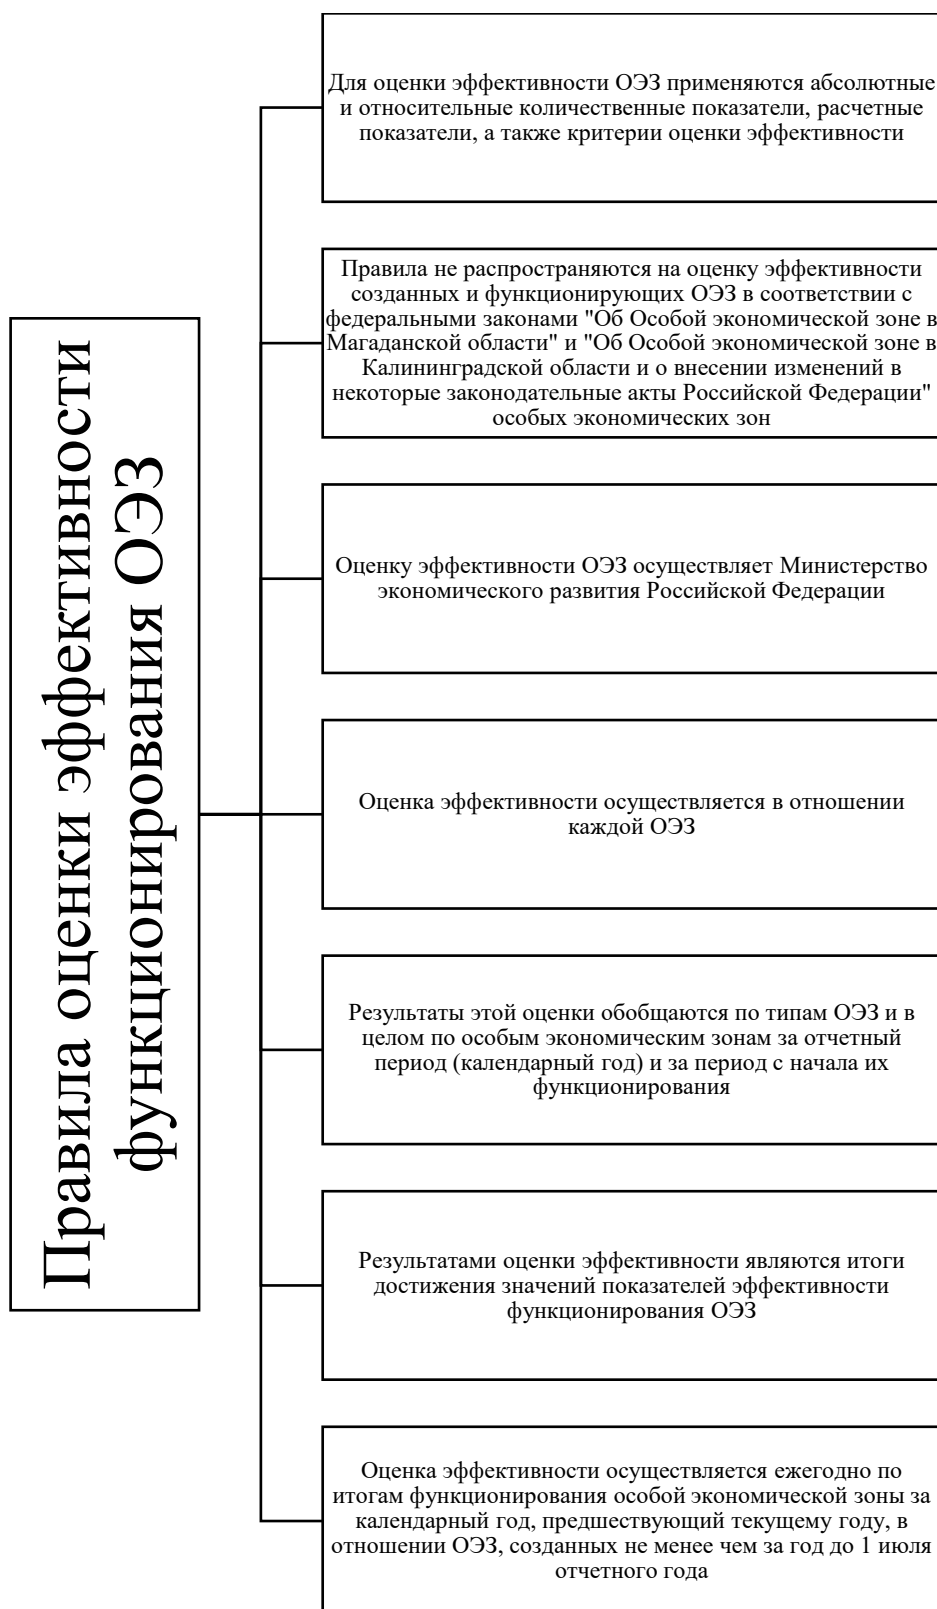 Правила оценки эффективности
функционирования ОЭЗ
Для оценки эффективности ОЭЗ применяются абсолютные
и относительные количественные показатели, расчетные
показатели, а также критерии оценки эффективности
Правила не распространяются на оценку эффективности
созданных и функционирующих ОЭЗ в соответствии с
федеральными законами "Об Особой экономической зоне в
Магаданской области" и "Об Особой экономической зоне в
Калининградской области и о внесении изменений в
некоторые законодательные акты Российской Федерации"
особых экономических зон
Оценку эффективности ОЭЗ осуществляет Министерство
экономического развития Российской Федерации
Оценка эффективности осуществляется в отношении
каждой ОЭЗ
Результаты этой оценки обобщаются по типам ОЭЗ и в
целом по особым экономическим зонам за отчетный
период (календарный год) и за период с начала их
функционирования
Результатами оценки эффективности являются итоги
достижения значений показателей эффективности
функционирования ОЭЗ
Оценка эффективности осуществляется ежегодно по
итогам функционирования особой экономической зоны за
календарный год, предшествующий текущему году, в
отношении ОЭЗ, созданных не менее чем за год до 1 июля
отчетного года